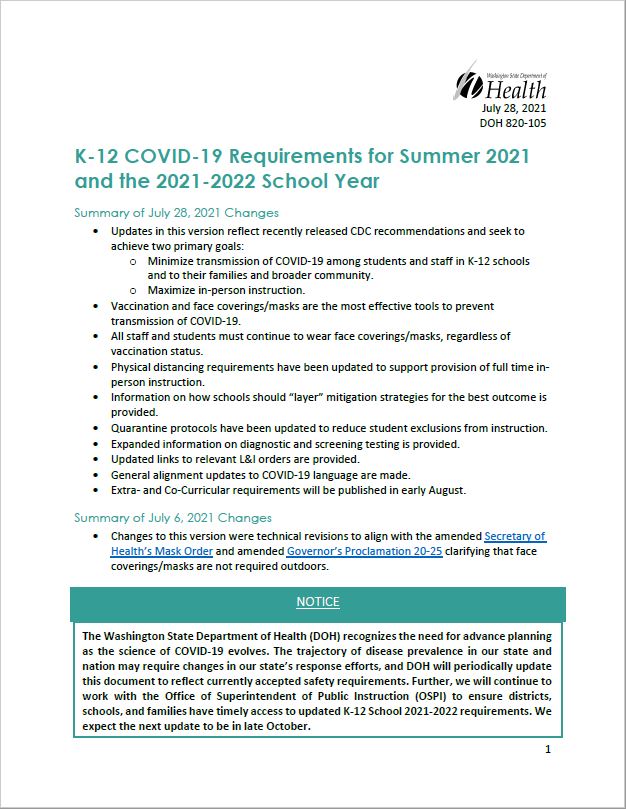 Washington State Department of
Health
July 28, 2021
DOH 820-105
K-12 COVID-19 Requirements for Summer 2021
and the 2021-2022 School Year
Summary of July 28, 2021 Changes
• Updates in this version reflect recently released CDC recommendations and seek to
achieve two primary goals:
o Minimize transmission of COVID-19 among students and staff in K-12 schools
and to their families and broader community.
o Maximize in-person instruction.
• Vaccination and face coverings/masks are the most effective tools to prevent
transmission of COVID-19.
• All staff and students must continue to wear face coverings/masks, regardless of
vaccination status.
• Physical distancing requirements have been updated to support provision of full time in-
person instruction.
• Information on how schools should “layer” mitigation strategies for the best outcome is
provided.
• Quarantine protocols have been updated to reduce student exclusions from instruction.
• Expanded information on diagnostic and screening testing is provided.
• Updated links to relevant L&I orders are provided.
• General alignment updates to COVID-19 language are made.
• Extra- and Co-Curricular requirements will be published in early August.
Summary of July 6, 2021 Changes
• Changes to this version were technical revisions to align with the amended Secretary of
Health’s Mask Order and amended Governor’s Proclamation 20-25 clarifying that face
coverings/masks are not required outdoors.
NOTICE
The Washington State Department of Health (DOH) recognizes the need for advance planning
as the science of COVID-19 evolves. The trajectory of disease prevalence in our state and
nation may require changes in our state’s response efforts, and DOH will periodically update
this document to reflect currently accepted safety requirements. Further, we will continue to
work with the Office of Superintendent of Public Instruction (OSPI) to ensure districts,
schools, and families have timely access to updated K-12 School 2021-2022 requirements. We
expect the next update to be in late October.
1